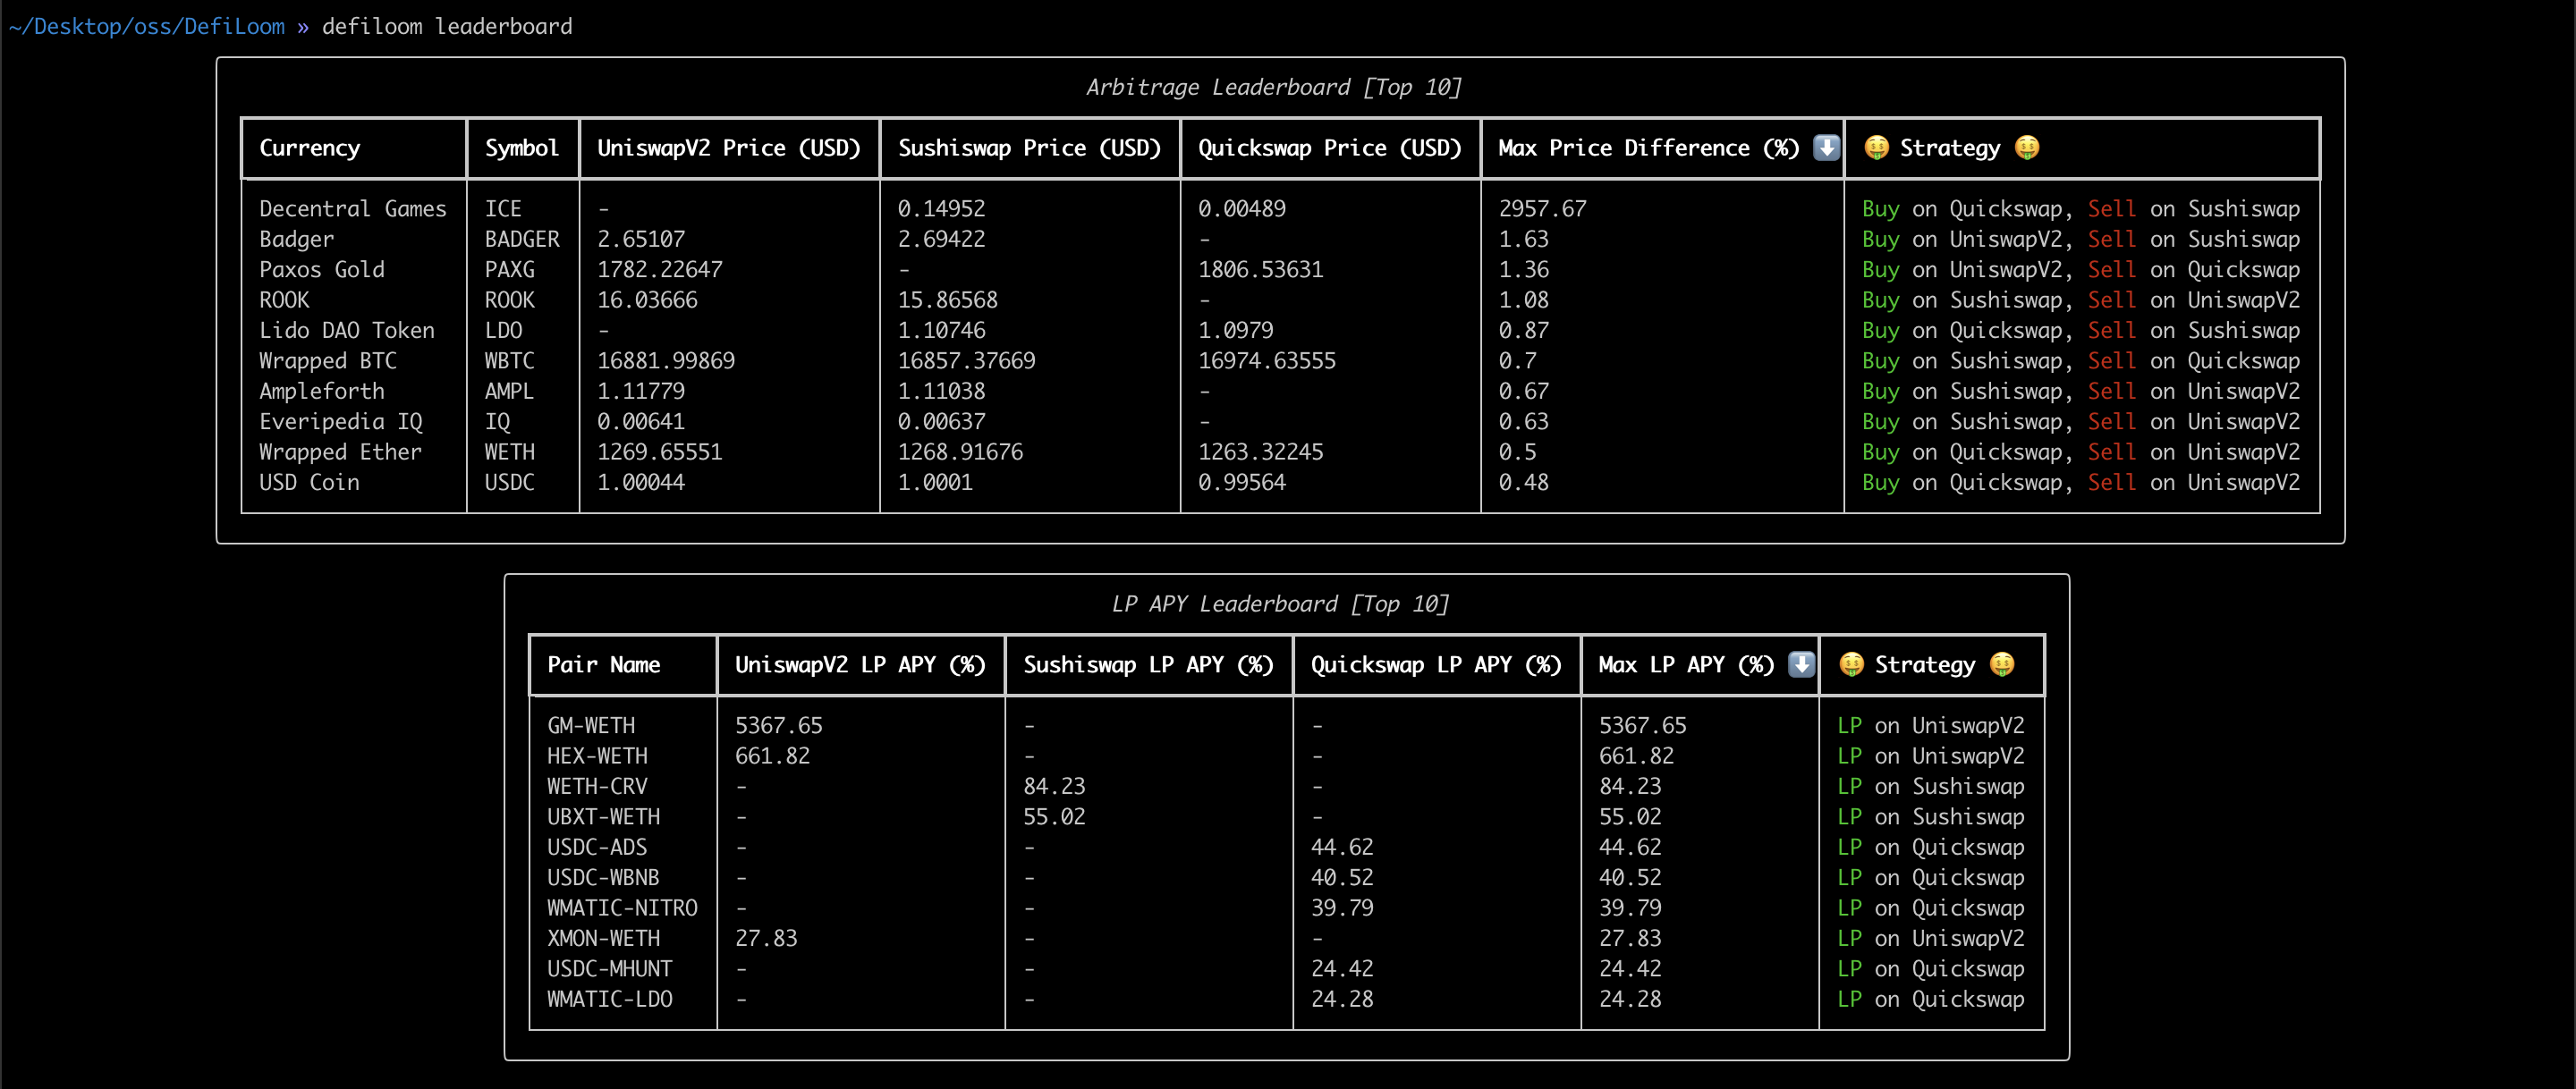 ~/Desktop/oss/DefiLoom » defiloom leaderboard
Arbitrage Leaderboard [Top 10]
Currency Symbol UniswapV2 Price (USD) Sushiswap Price (USD) Quickswap Price (USD) Max Price Difference (%) ⬇️ 🤑 Strategy 🤑
Decentral Games ICE - 0.14952 0.00489 2957.67 Buy on Quickswap, Sell on Sushiswap
Badger BADGER 2.65107 2.69422 - 1.63 Buy on UniswapV2, Sell on Sushiswap
Paxos Gold PAXG 1782.22647 - 1806.53631 1.36 Buy on UniswapV2, Sell on Quickswap
ROOK ROOK 16.03666 15.86568 - 1.08 Buy on Sushiswap, Sell on UniswapV2
Lido DAO Token LDO - 1.10746 1.0979 0.87 Buy on Quickswap, Sell on Sushiswap
Wrapped BTC WBTC 16881.99869 16857.37669 16974.63555 0.7 Buy on Sushiswap, Sell on Quickswap
Ampleforth AMPL 1.11779 1.11038 - 0.67 Buy on Sushiswap, Sell on UniswapV2
Everipedia IQ IQ 0.00641 0.00637 - 0.63 Buy on Sushiswap, Sell on UniswapV2
Wrapped Ether WETH 1269.65551 1268.91676 1263.32245 0.5 Buy on Quickswap, Sell on UniswapV2
USD Coin USDC 1.00044 1.0001 0.99564 0.48 Buy on Quickswap, Sell on UniswapV2
LP APY Leaderboard [Top 10]
Pair Name UniswapV2 LP APY (%) Sushiswap LP APY (%) Quickswap LP APY (%) Max LP APY (%) ⬇️ 🤑 Strategy 🤑
GM-WETH 5367.65 - - 5367.65 LP on UniswapV2
HEX-WETH 661.82 - - 661.82 LP on UniswapV2
WETH-CRV - 84.23 - 84.23 LP on Sushiswap
UBXT-WETH - 55.02 - 55.02 LP on Sushiswap
USDC-ADS - - 44.62 44.62 LP on Quickswap
USDC-WBNB - - 40.52 40.52 LP on Quickswap
WMATIC-NITRO - - 39.79 39.79 LP on Quickswap
XMON-WETH 27.83 - - 27.83 LP on UniswapV2
USDC-MHUNT - - 24.42 24.42 LP on Quickswap
WMATIC-LDO - - 24.28 24.28 LP on Quickswap